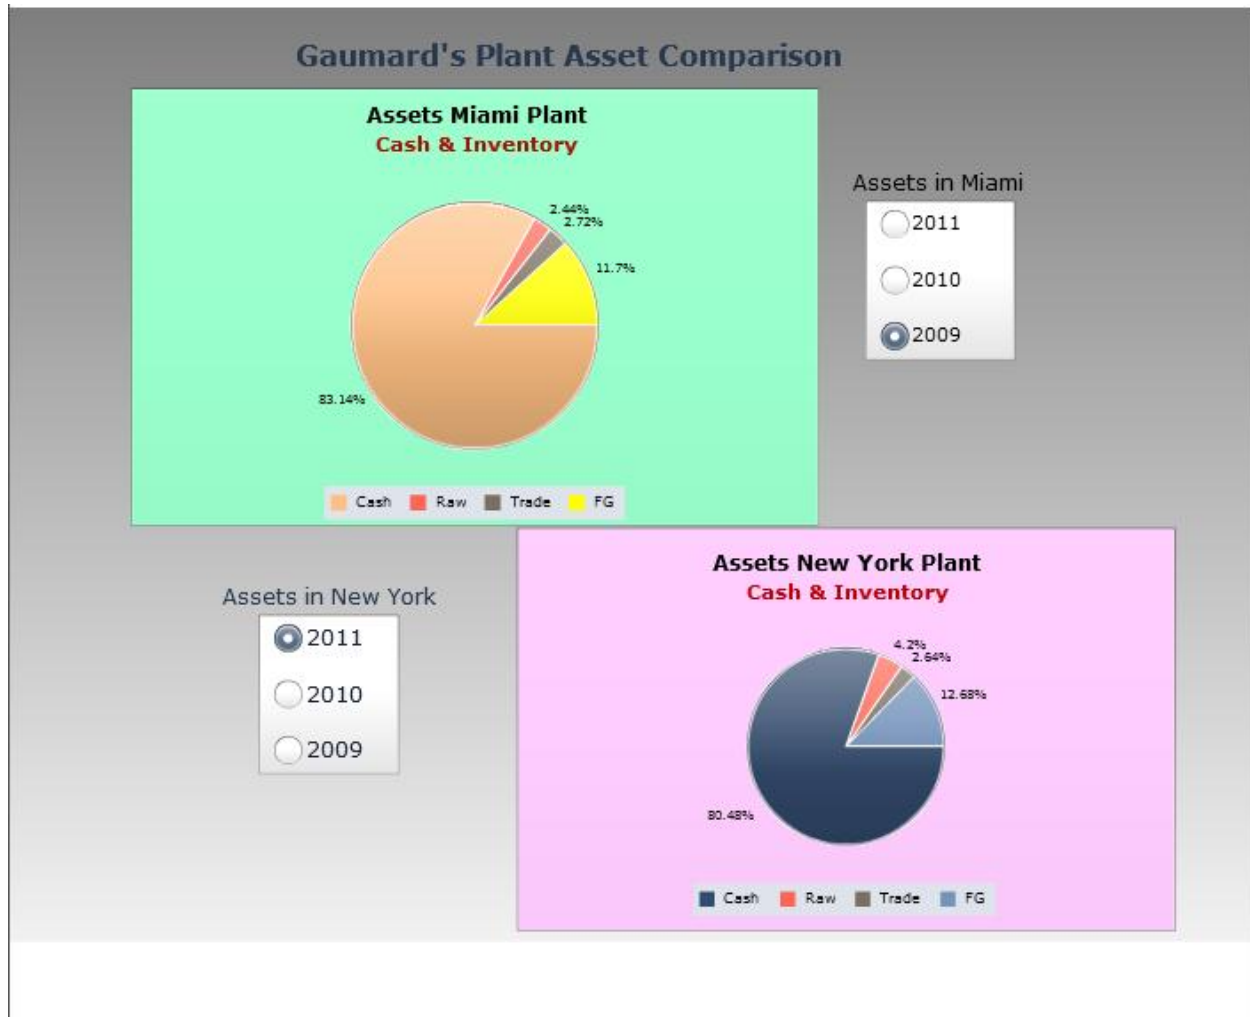 Gaumard's Plant Asset Comparison
Assets Miami Plant
Cash & Inventory
2.44%
2.72%
11.7%
83.14%
Cash Raw Trade FG
Assets in Miami
2011
2010
2009
Assets in New York
2011
2010
2009
Assets New York Plant
Cash & Inventory
4.2%
2.64%
12.68%
80.48%
Cash Raw Trade FG